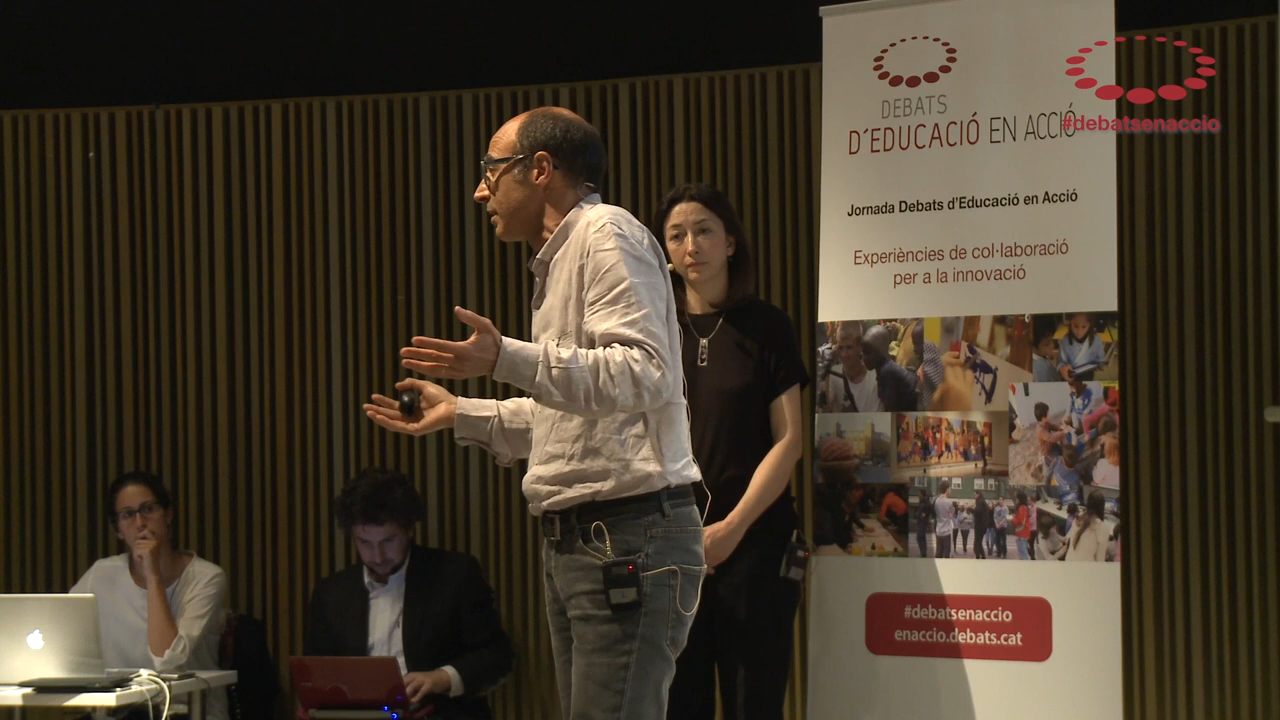 DEBATS
D´EDUCACIÓ EN ACCIÓ
#debatsenaccio
Jornada Debats d'Educació en Acció
Experiències de col·laboració
per a la innovació
#debatsenaccio
enaccio.debats.cat